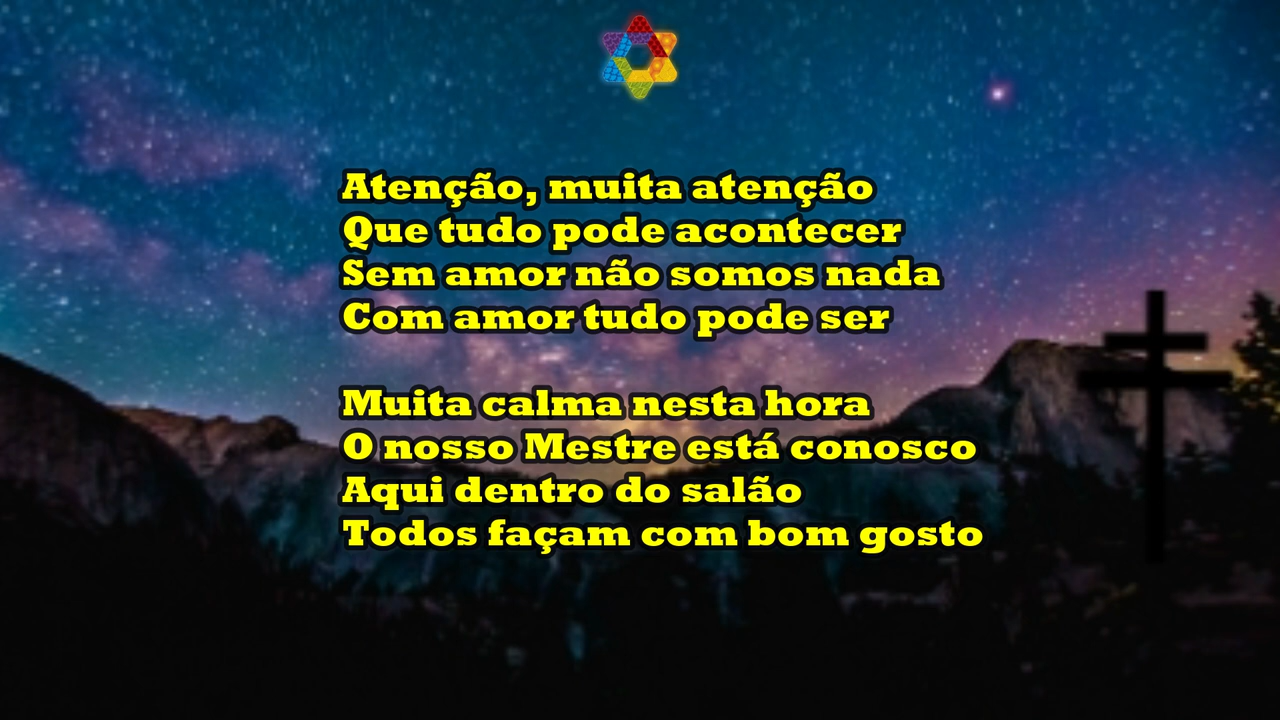 Atenção, muita atenção
Que tudo pode acontecer
Sem amor não somos nada
Com amor tudo pode ser
Muita calma nesta hora
O nosso Mestre está conosco
Aqui dentro do salão
Todos façam com bom gosto